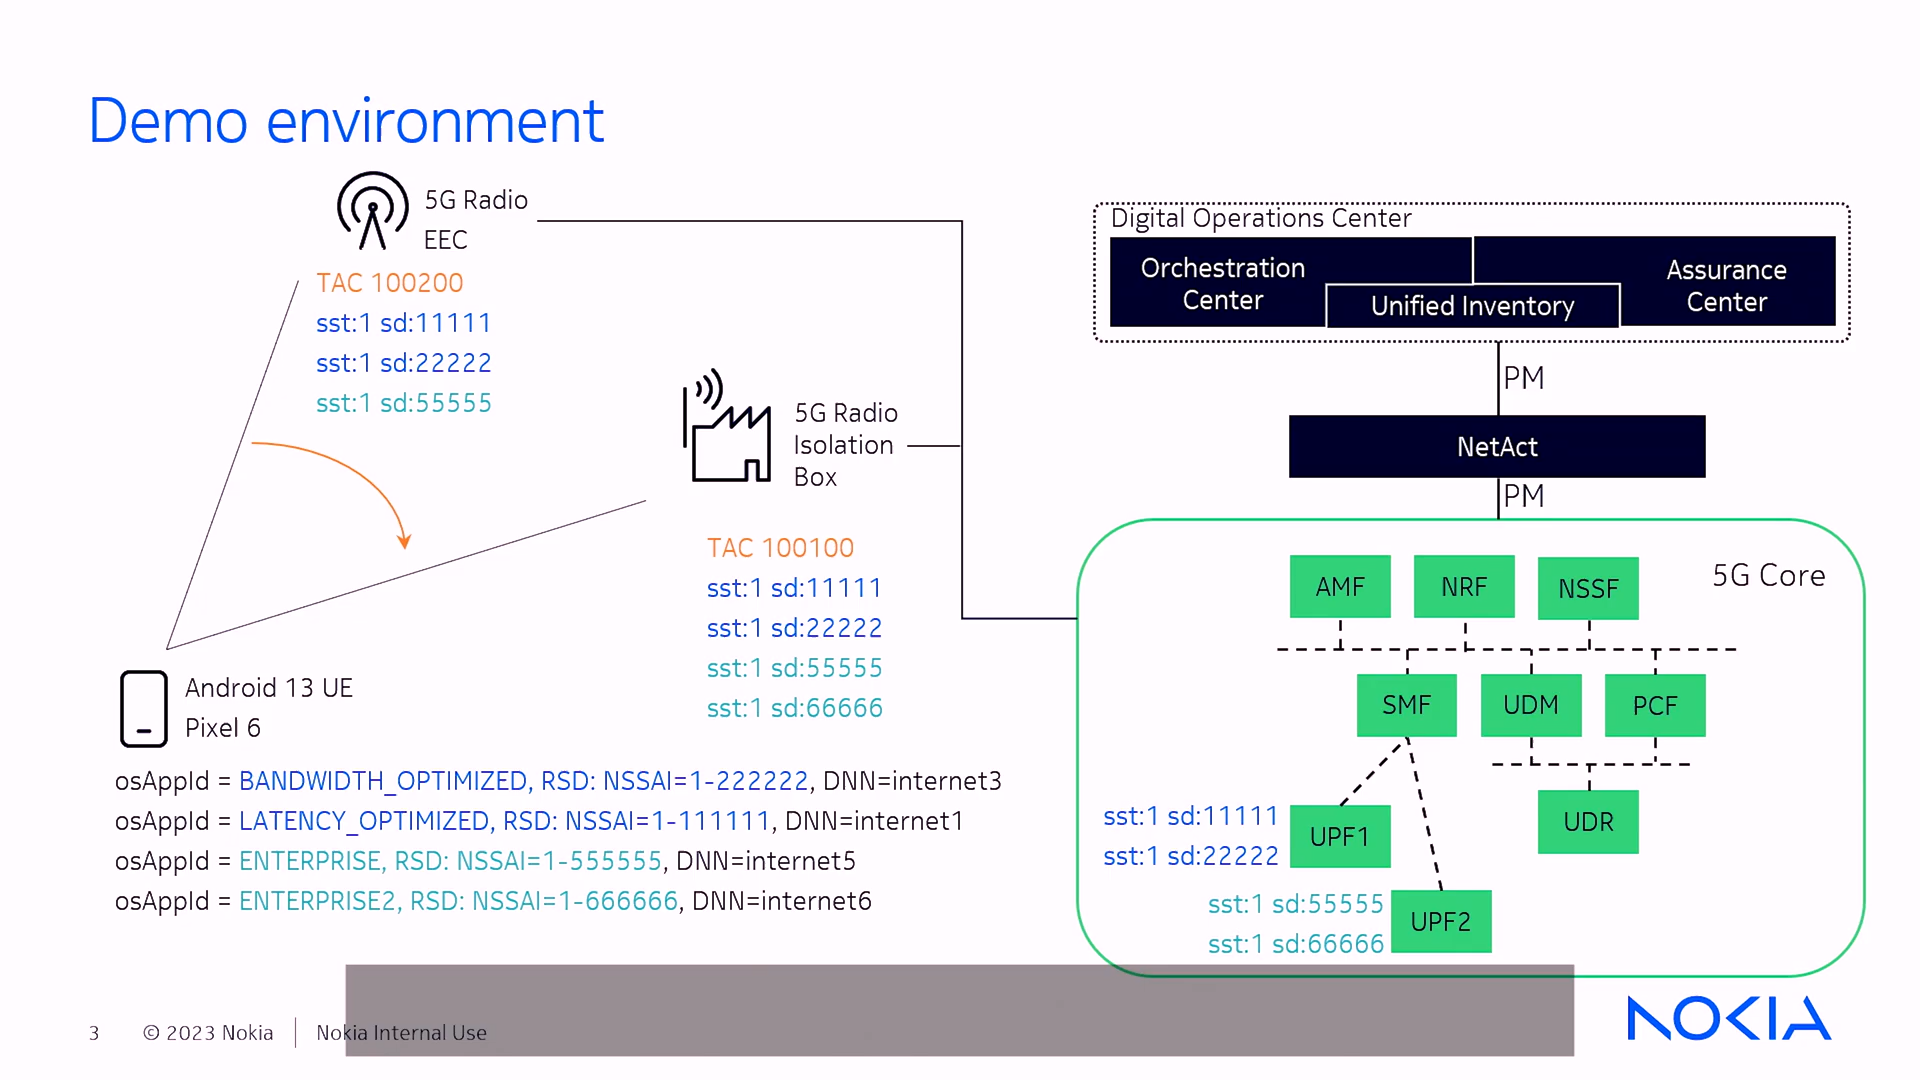 Demo environment
5G Radio
EEC
TAC 100200
sst:1 sd:11111
sst:1 sd:22222
sst:1 sd:55555
5G Radio
Isolation
Box
TAC 100100
sst:1 sd:11111
sst:1 sd:22222
sst:1 sd:55555
sst:1 sd:66666
Android 13 UE
Pixel 6
osAppId = BANDWIDTH_OPTIMIZED, RSD: NSSAI=1-222222, DNN=internet3
osAppId = LATENCY_OPTIMIZED, RSD: NSSAI=1-111111, DNN=internet1
osAppId = ENTERPRISE, RSD: NSSAI=1-555555, DNN=internet5
osAppId = ENTERPRISE2, RSD: NSSAI=1-666666, DNN=internet6
Digital Operations Center
Orchestration
Center
Unified Inventory
Assurance
Center
PM
NetAct
PM
5G Core
AMF
NRF
NSSF
SMF
UDM
PCF
UDR
sst:1 sd:11111
sst:1 sd:22222
UPF1
sst:1 sd:55555
sst:1 sd:66666
UPF2
3
© 2023 Nokia
Nokia Internal Use
NOKIA